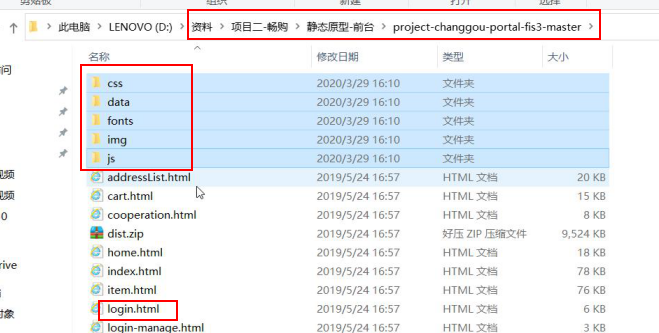 剪贴板 组织 新建 打开 选择
此电脑 › LENOVO (D:) › 资料 › 项目二-畅购 › 静态原型-前台 › project-changgou-portal-fis3-master ›
名称 修改日期 类型 大小
访问
css 2020/3/29 16:10 文件夹
data 2020/3/29 16:10 文件夹
fonts 2020/3/29 16:10 文件夹
img 2020/3/29 16:10 文件夹
js 2020/3/29 16:10 文件夹
视频 addressList.html 2019/5/24 16:57 HTML 文档 20 KB
视频 cart.html 2019/5/24 16:57 HTML 文档 15 KB
0 cooperation.html 2019/5/24 16:57 HTML 文档 8 KB
dist.zip 2019/5/24 16:57 好压 ZIP 压缩文件 9,524 KB
rive home.html 2019/5/24 16:57 HTML 文档 18 KB
index.html 2019/5/24 16:57 HTML 文档 78 KB
item.html 2019/5/24 16:57 HTML 文档 76 KB
对象 login.html 2019/5/24 16:57 HTML 文档 6 KB
login-manage.html 2019/5/24 16:57 HTML 文档 3 KB